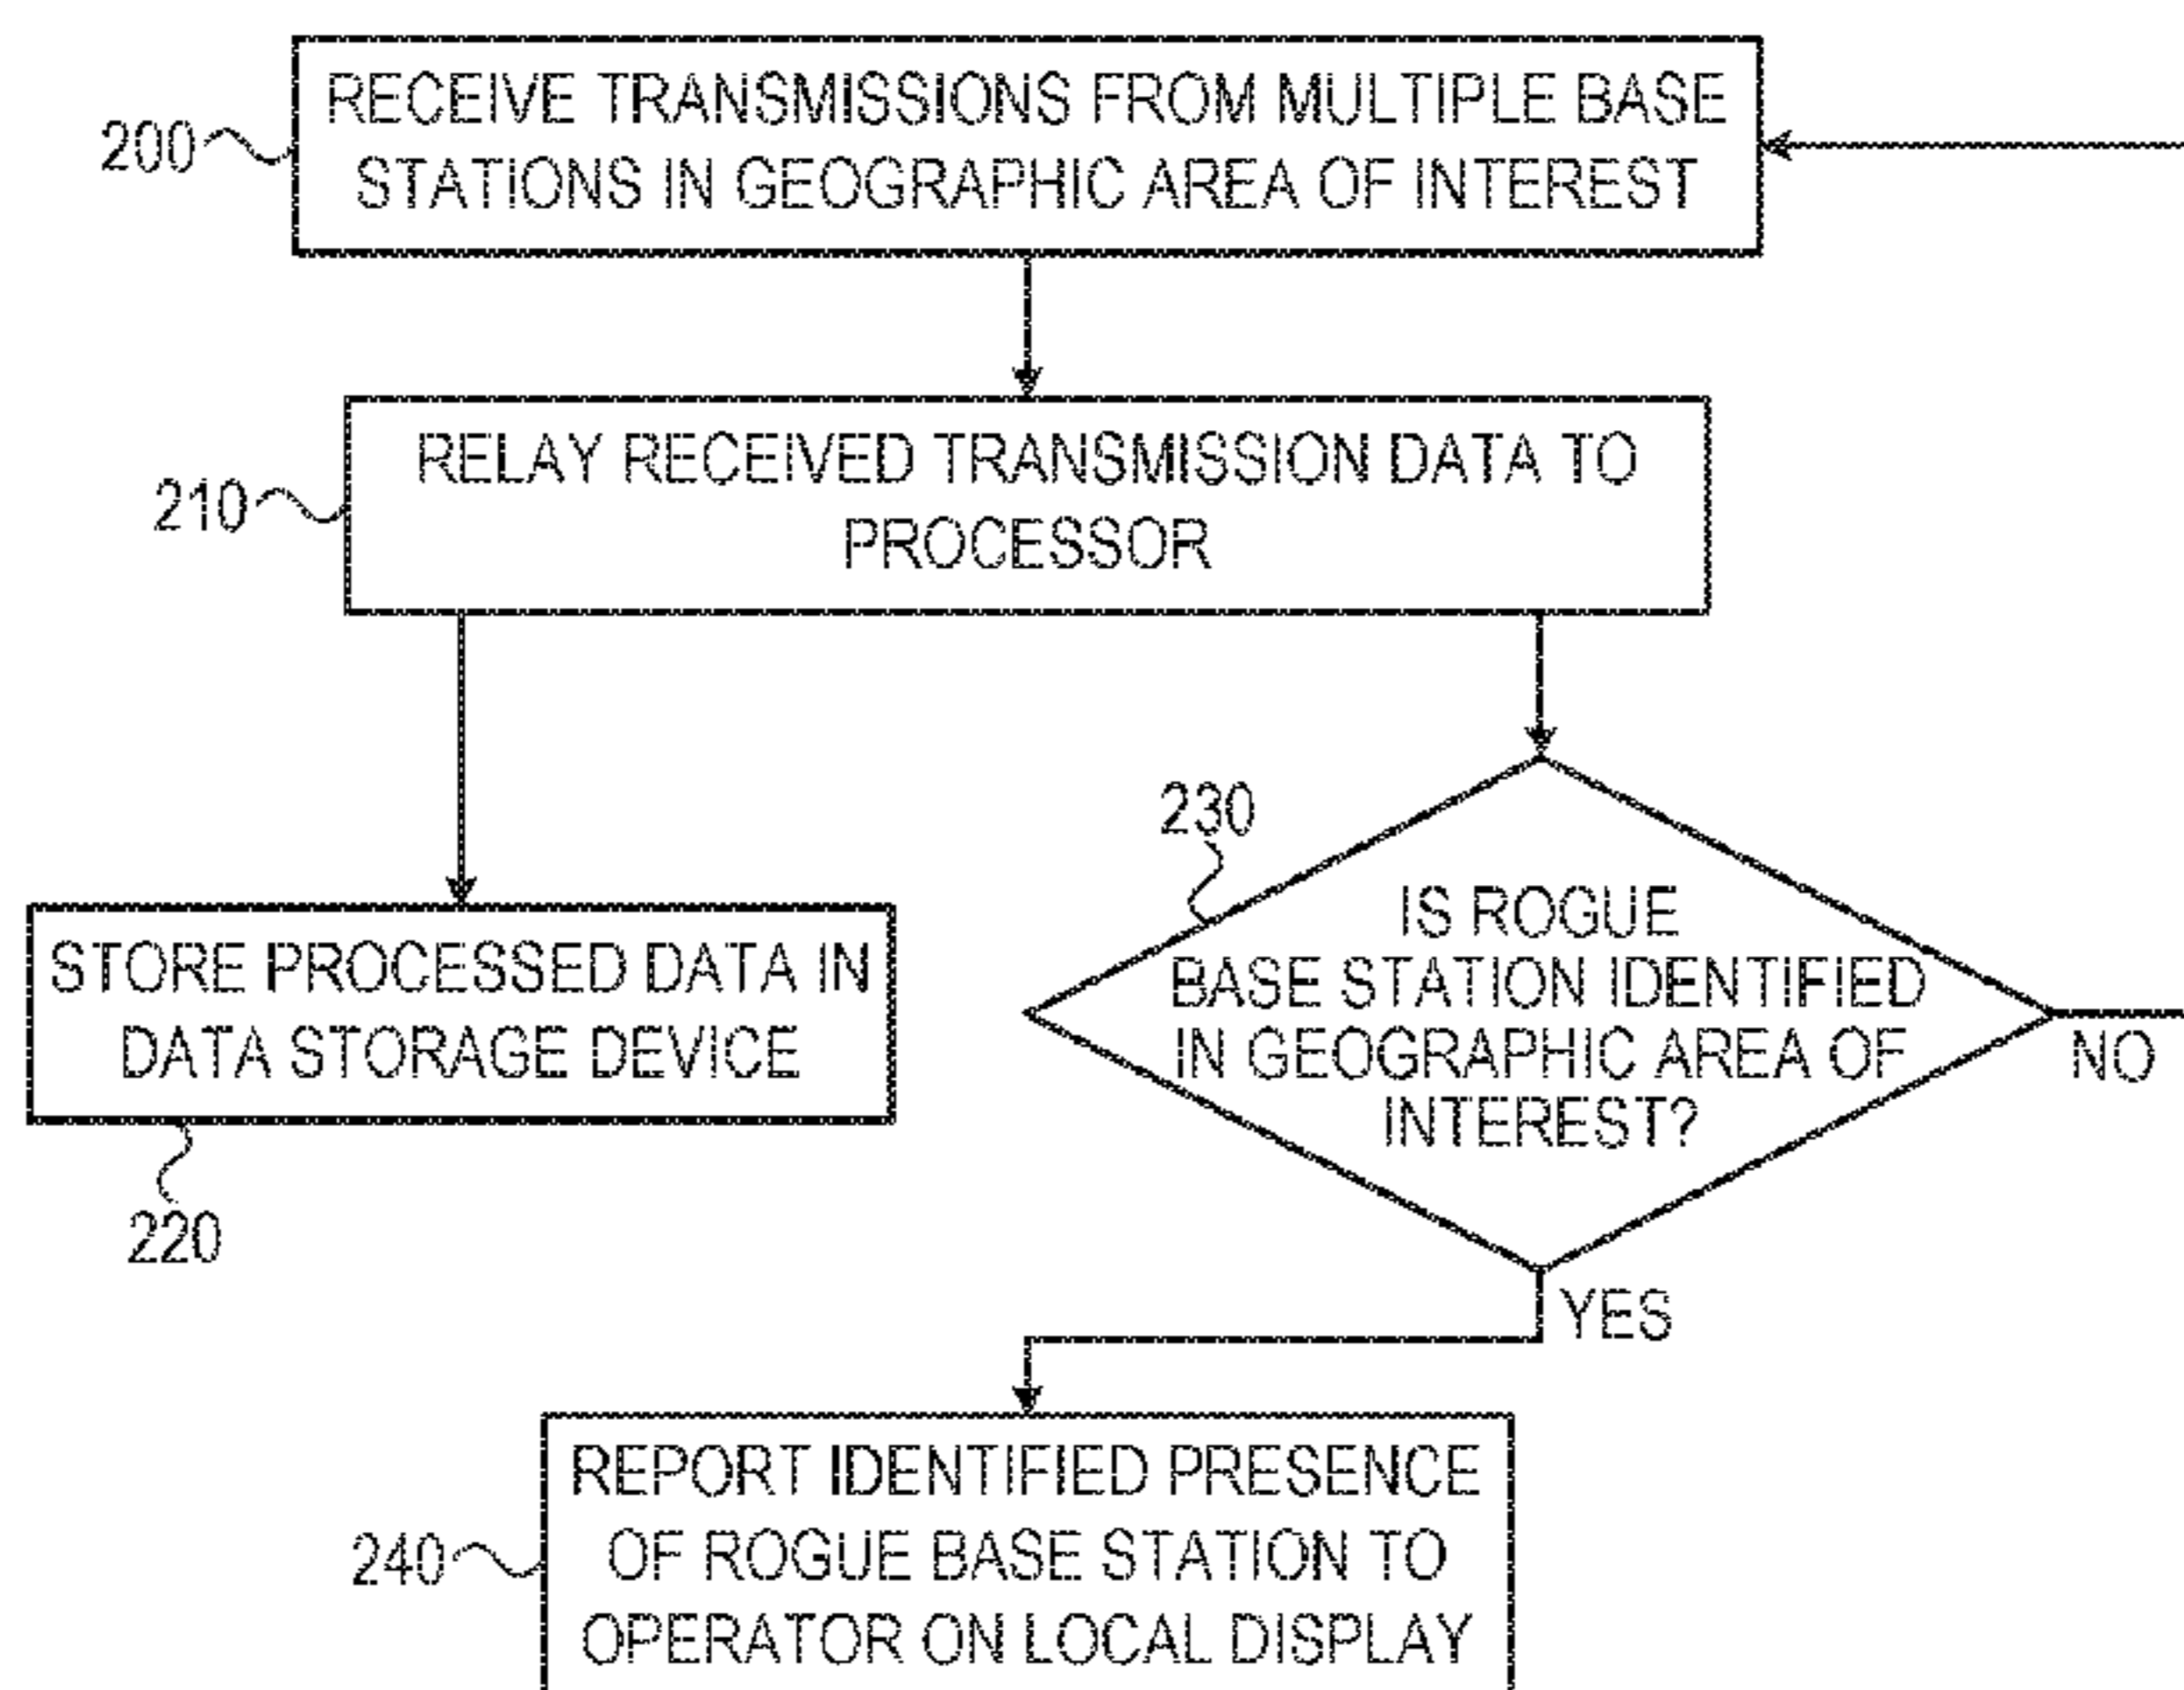 RECEIVE TRANSMISSIONS FROM MULTIPLE BASE
STATIONS IN GEOGRAPHIC AREA OF INTEREST
200
RELAY RECEIVED TRANSMISSION DATA TO
PROCESSOR
210
230
IS ROGUE
BASE STATION IDENTIFIED
IN GEOGRAPHIC AREA OF
INTEREST?
NO
STORE PROCESSED DATA IN
DATA STORAGE DEVICE
220
YES
REPORT IDENTIFIED PRESENCE
OF ROGUE BASE STATION TO
OPERATOR ON LOCAL DISPLAY
240